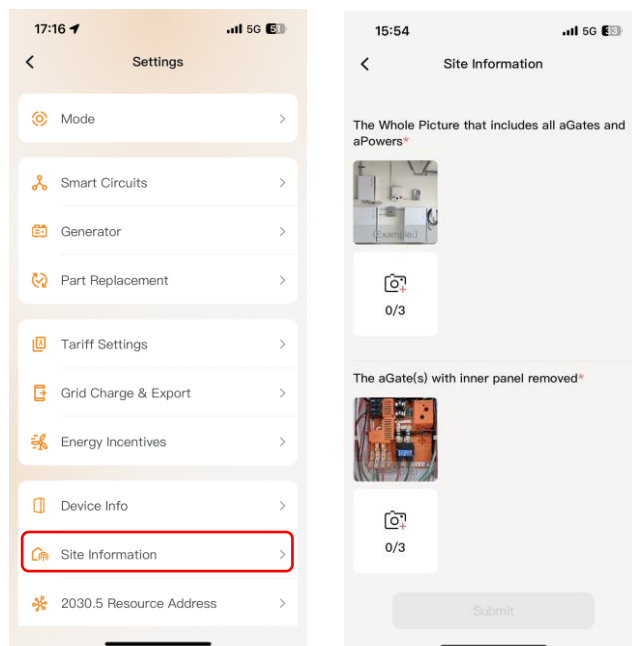 17:16
5G 51
Settings
Mode
Smart Circuits
Generator
Part Replacement
Tariff Settings
Grid Charge & Export
Energy Incentives
Device Info
Site Information
2030.5 Resource Address
15:54
5G 33
Site Information
The Whole Picture that includes all aGates and
aPowers*
(Example:)
0/3
The aGate(s) with inner panel removed*
0/3
Submit